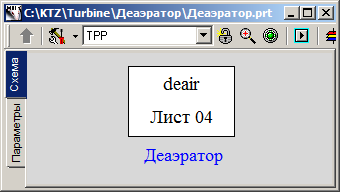 C:\KTZ\Turbine\Деаэратор\Деаэратор.prt
TPP
Схема
Параметры
deair
Лист 04
Деаэратор